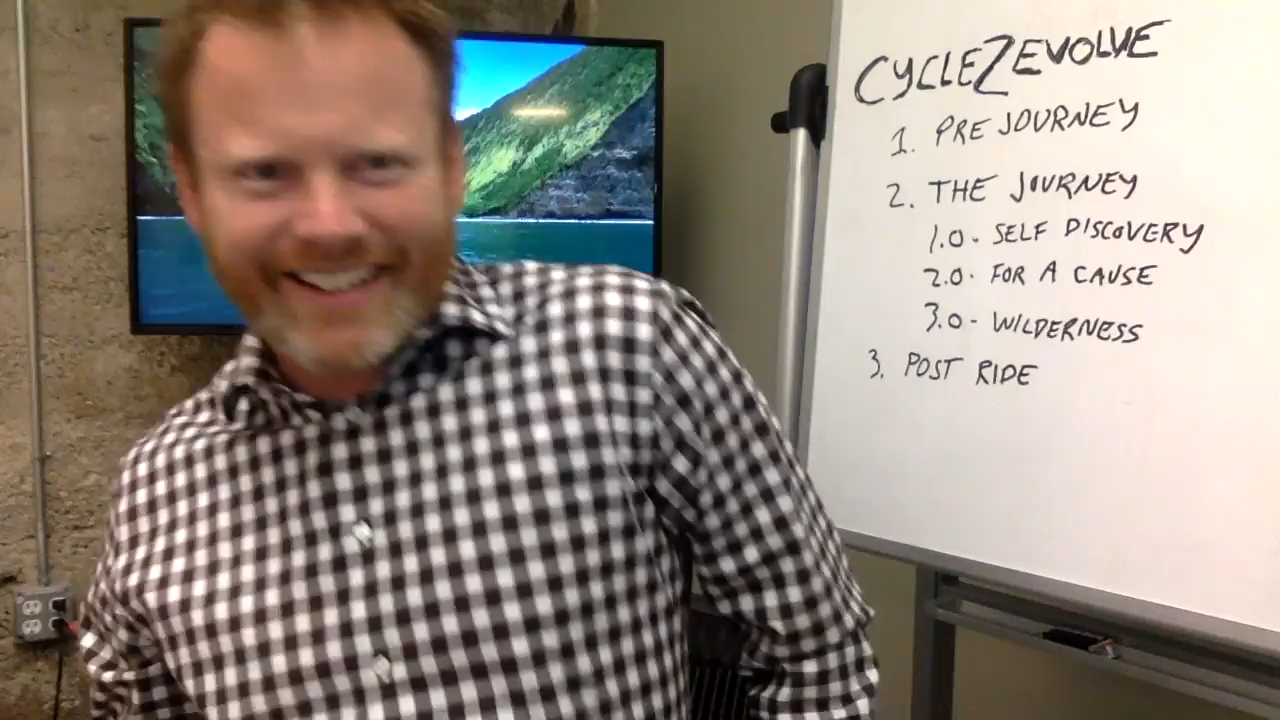 CYCLEZEVOLVE
1. PRE JOURNEY
2. THE JOURNEY
1.0 - SELF DISCOVERY
2.0 - FOR A CAUSE
3.0 - WILDERNESS
3. POST RIDE